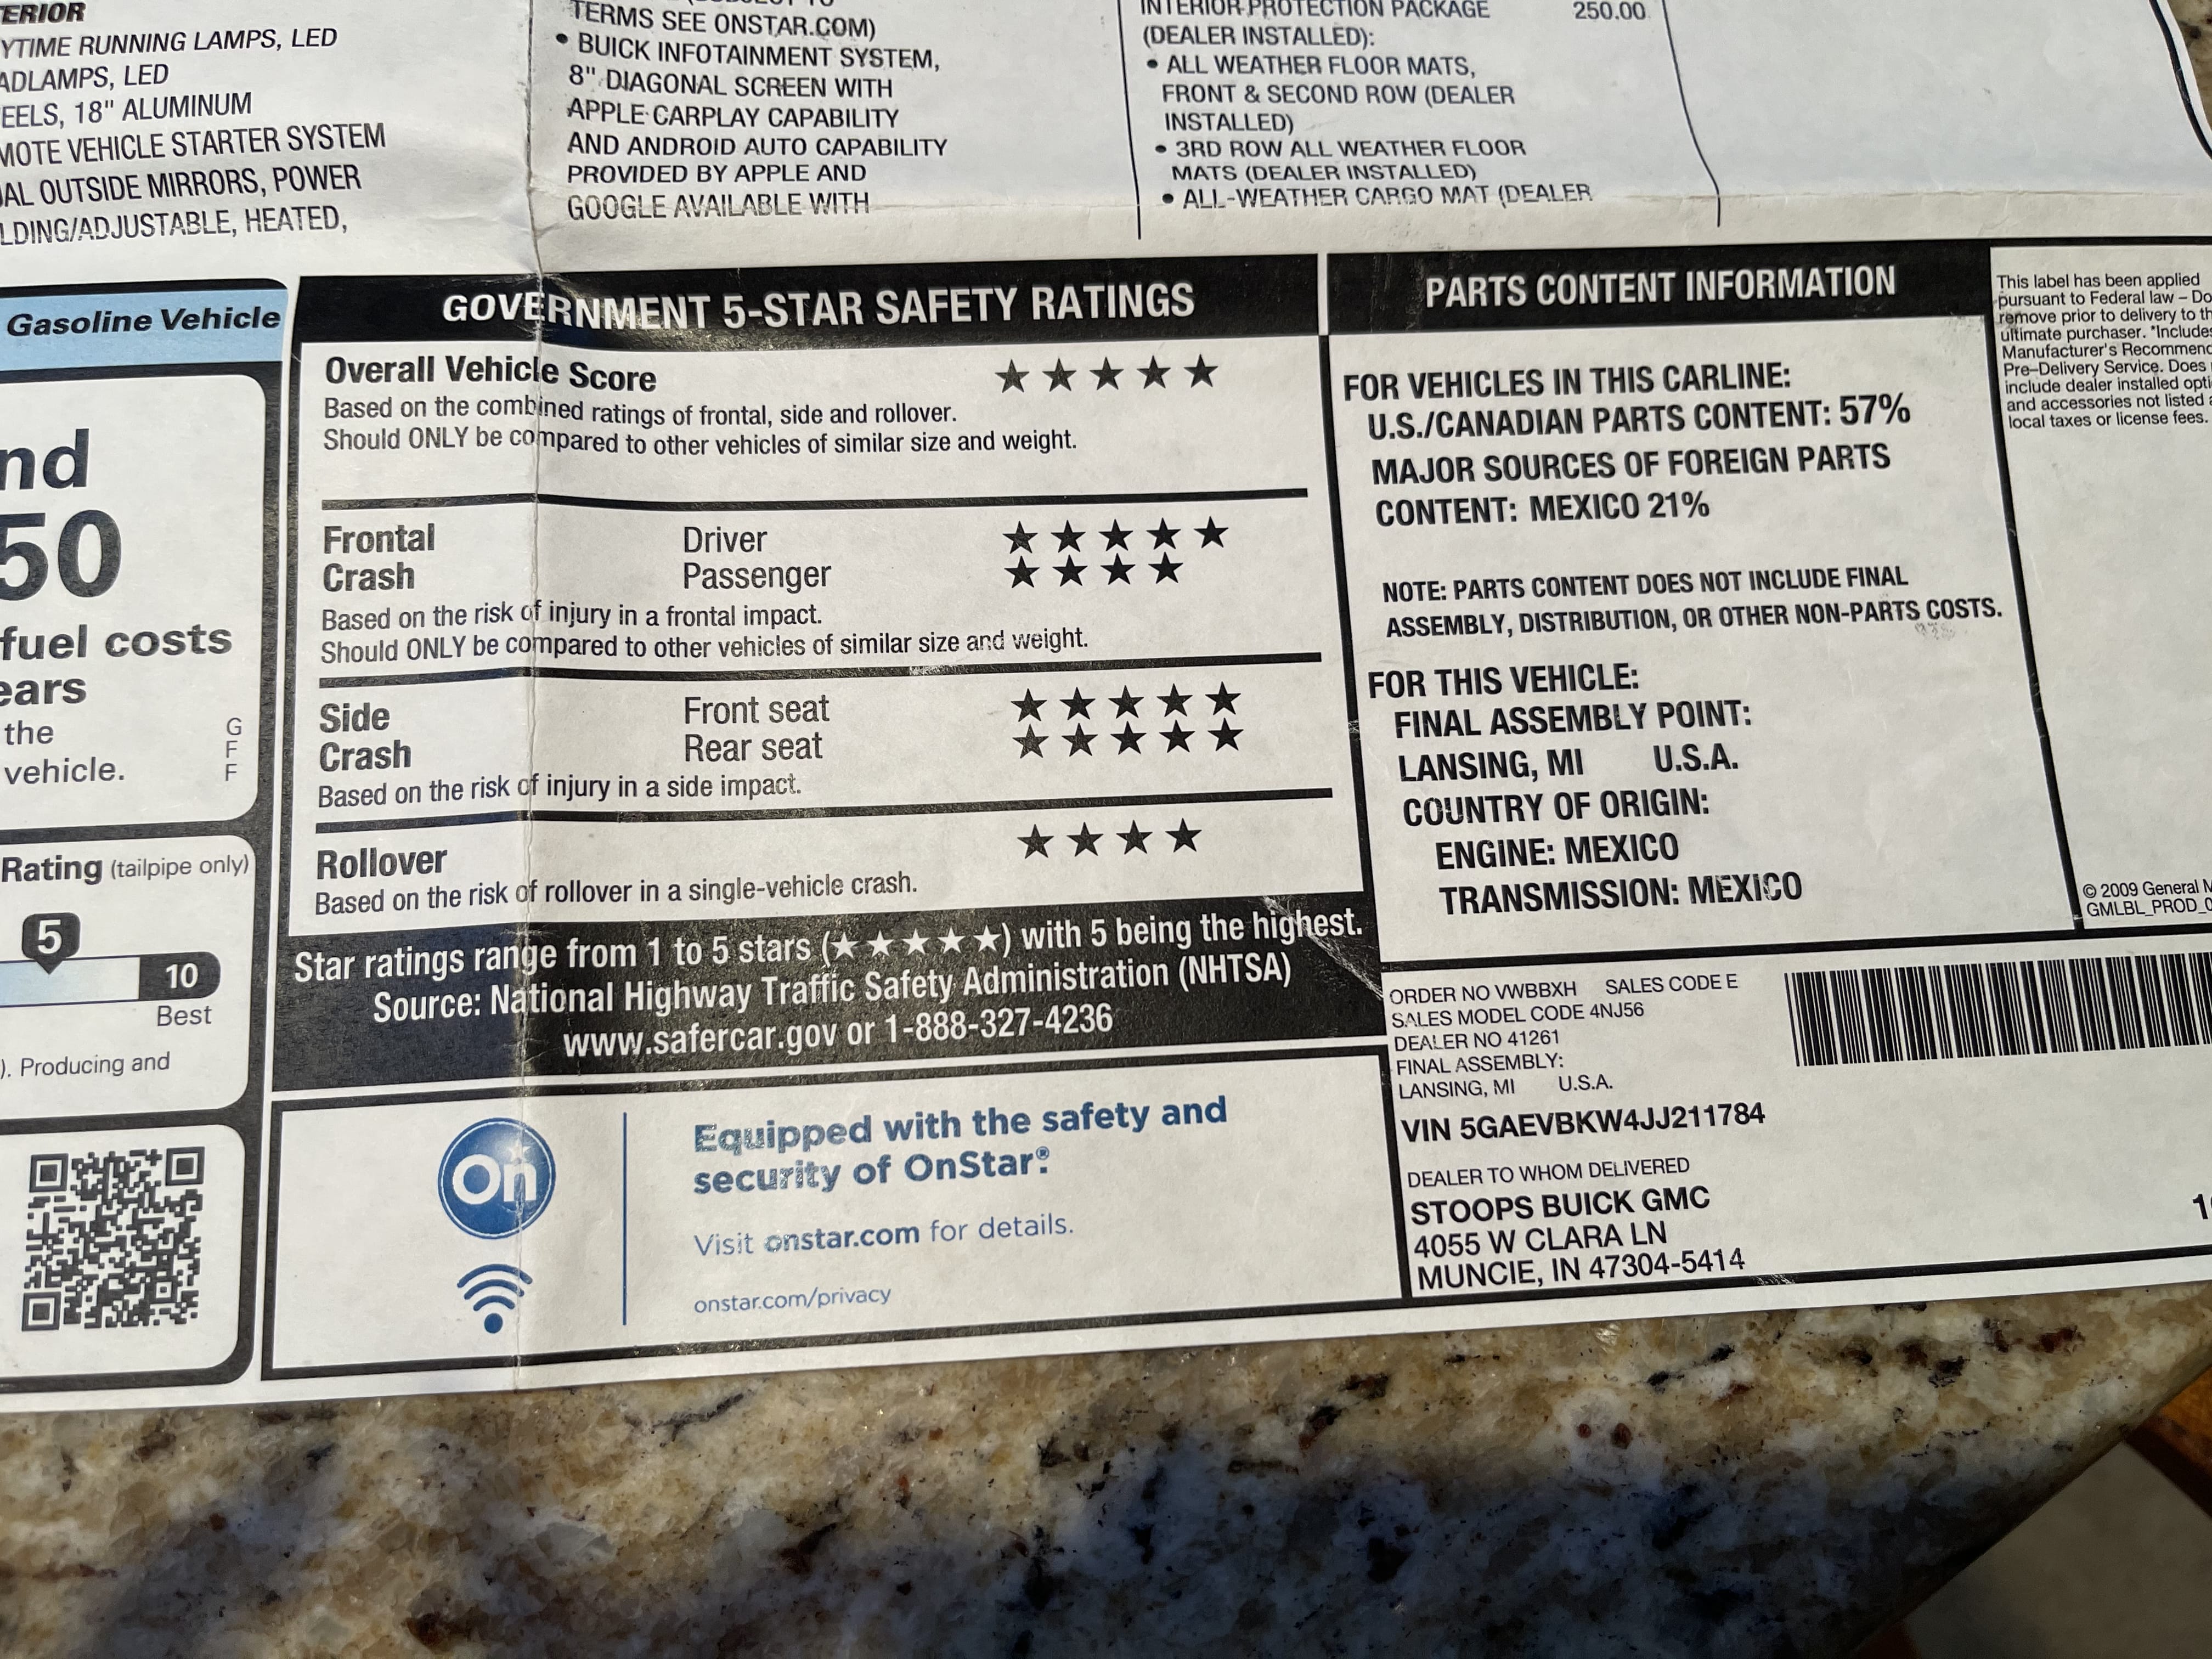 ERIOR
YTIME RUNNING LAMPS, LED
ADLAMPS, LED
EELS, 18" ALUMINUM
MOTE VEHICLE STARTER SYSTEM
AL OUTSIDE MIRRORS, POWER
LDING/ADJUSTABLE, HEATED,
TERMS SEE ONSTAR.COM)
• BUICK INFOTAINMENT SYSTEM,
8" DIAGONAL SCREEN WITH
APPLE CARPLAY CAPABILITY
AND ANDROID AUTO CAPABILITY
PROVIDED BY APPLE AND
GOOGLE AVAILABLE WITH
INTERIOR PROTECTION PACKAGE 250.00
(DEALER INSTALLED):
• ALL WEATHER FLOOR MATS,
FRONT & SECOND ROW (DEALER
INSTALLED)
• 3RD ROW ALL WEATHER FLOOR
MATS (DEALER INSTALLED)
• ALL-WEATHER CARGO MAT (DEALER
Gasoline Vehicle
nd
50
fuel costs
ears
the
vehicle.
G
F
F
Rating (tailpipe only)
5
10
Best
). Producing and
GOVERNMENT 5-STAR SAFETY RATINGS
Overall Vehicle Score ★★★★★
Based on the combined ratings of frontal, side and rollover.
Should ONLY be compared to other vehicles of similar size and weight.
Frontal Driver ★★★★★
Crash Passenger ★★★★
Based on the risk of injury in a frontal impact.
Should ONLY be compared to other vehicles of similar size and weight.
Side Front seat ★★★★★
Crash Rear seat ★★★★★
Based on the risk of injury in a side impact.
Rollover ★★★★
Based on the risk of rollover in a single-vehicle crash.
Star ratings range from 1 to 5 stars (★★★★★) with 5 being the highest.
Source: National Highway Traffic Safety Administration (NHTSA)
www.safercar.gov or 1-888-327-4236
On
Equipped with the safety and
security of OnStar.®
Visit onstar.com for details.
onstar.com/privacy
PARTS CONTENT INFORMATION
FOR VEHICLES IN THIS CARLINE:
U.S./CANADIAN PARTS CONTENT: 57%
MAJOR SOURCES OF FOREIGN PARTS
CONTENT: MEXICO 21%
NOTE: PARTS CONTENT DOES NOT INCLUDE FINAL
ASSEMBLY, DISTRIBUTION, OR OTHER NON-PARTS COSTS.
FOR THIS VEHICLE:
FINAL ASSEMBLY POINT:
LANSING, MI U.S.A.
COUNTRY OF ORIGIN:
ENGINE: MEXICO
TRANSMISSION: MEXICO
This label has been applied
pursuant to Federal law – Do
remove prior to delivery to th
ultimate purchaser. *Includes
Manufacturer's Recommend
Pre–Delivery Service. Does
include dealer installed opti
and accessories not listed a
local taxes or license fees.
© 2009 General M
GMLBL_PROD_0
ORDER NO VWBBXH SALES CODE E
SALES MODEL CODE 4NJ56
DEALER NO 41261
FINAL ASSEMBLY:
LANSING, MI U.S.A.
VIN 5GAEVBKW4JJ211784
DEALER TO WHOM DELIVERED
STOOPS BUICK GMC
4055 W CLARA LN
MUNCIE, IN 47304-5414